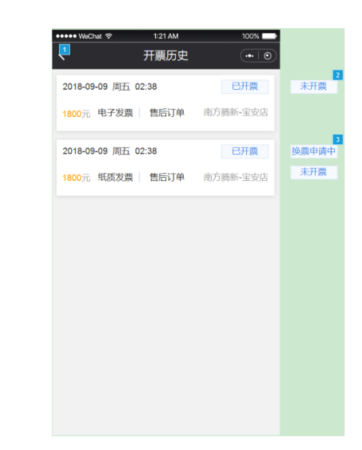 ●●●●● WeChat 1:21 AM 100%
1
开票历史
2018-09-09 周五 02:38 已开票
1800元 电子发票 售后订单 南方腾新-宝安店
2
未开票
2018-09-09 周五 02:38 已开票
1800元 纸质发票 售后订单 南方腾新-宝安店
3
换票申请中
未开票